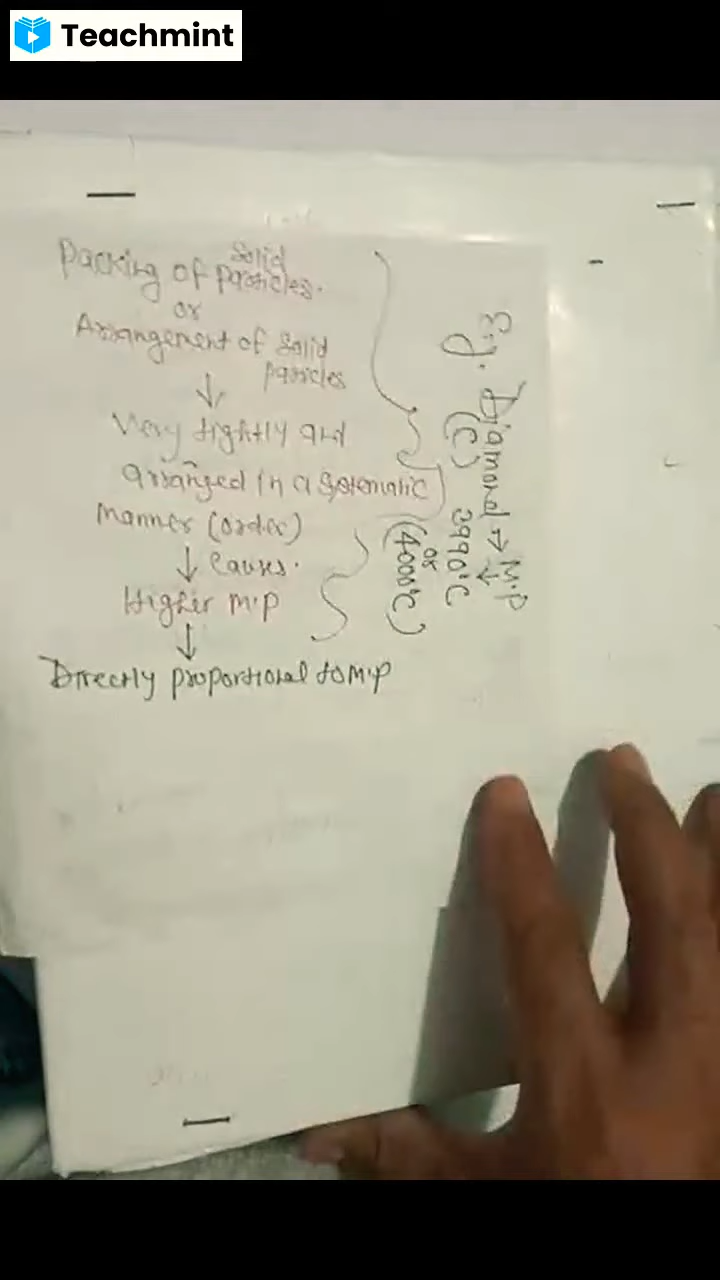 Teachmint
Packing of solid particles.
or
Arrangement of solid
particles
↓
Very tightly and
arranged in a systematic
manner (order)
↓ causes.
Higher M.P
↓
Directly proportional to M.P
E.g. Diamond → M.P
(C) ↓
3990°C
or
(4000°C)